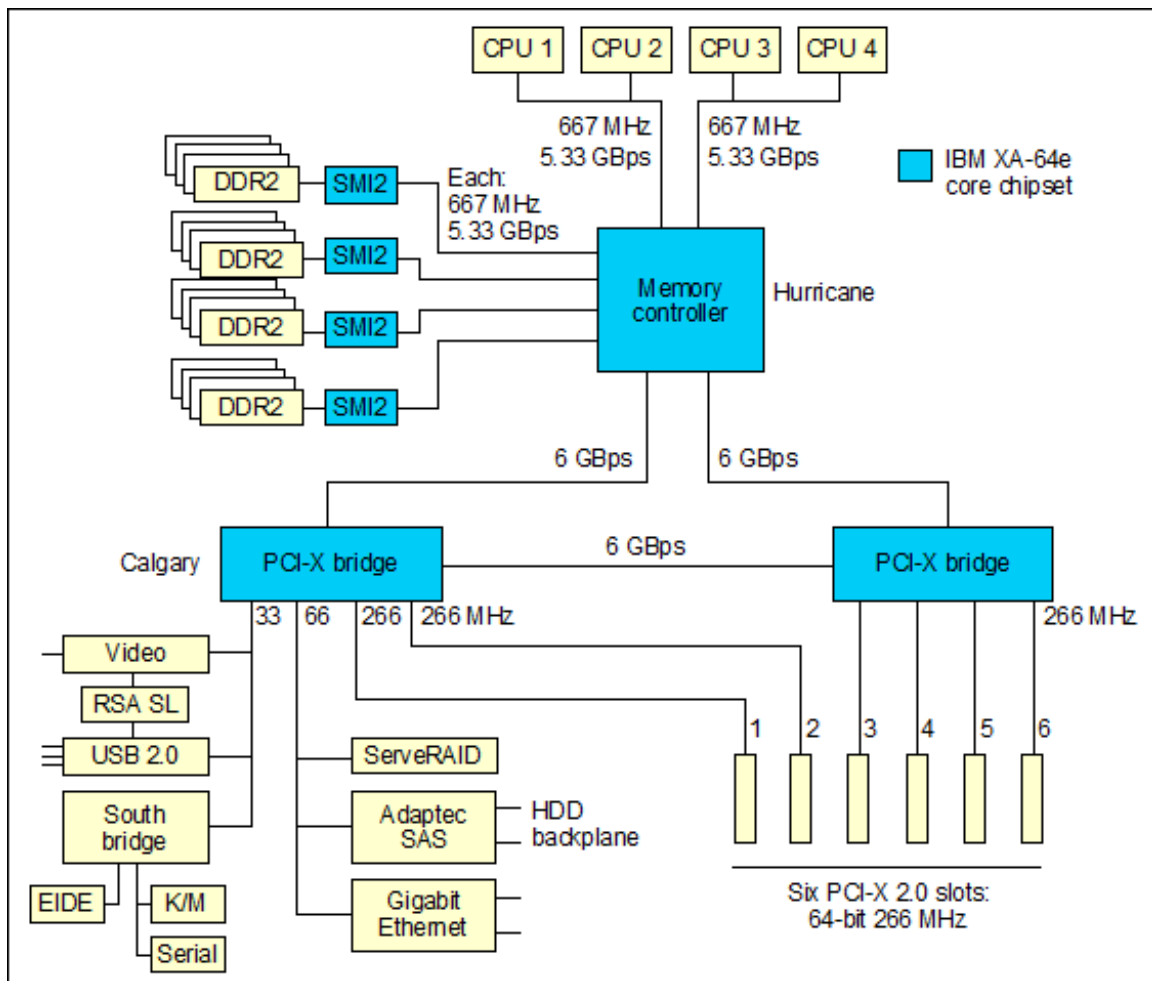 CPU 1
CPU 2
CPU 3
CPU 4
667 MHz
5.33 GBps
667 MHz
5.33 GBps
IBM XA-64e
core chipset
DDR2
SMI2
Each:
667 MHz
5.33 GBps
DDR2
SMI2
DDR2
SMI2
DDR2
SMI2
Memory
controller
Hurricane
6 GBps
6 GBps
Calgary
PCI-X bridge
6 GBps
PCI-X bridge
33
66
266
266 MHz
266 MHz
Video
RSA SL
USB 2.0
South
bridge
EIDE
K/M
Serial
ServeRAID
Adaptec
SAS
HDD
backplane
Gigabit
Ethernet
1
2
3
4
5
6
Six PCI-X 2.0 slots:
64-bit 266 MHz